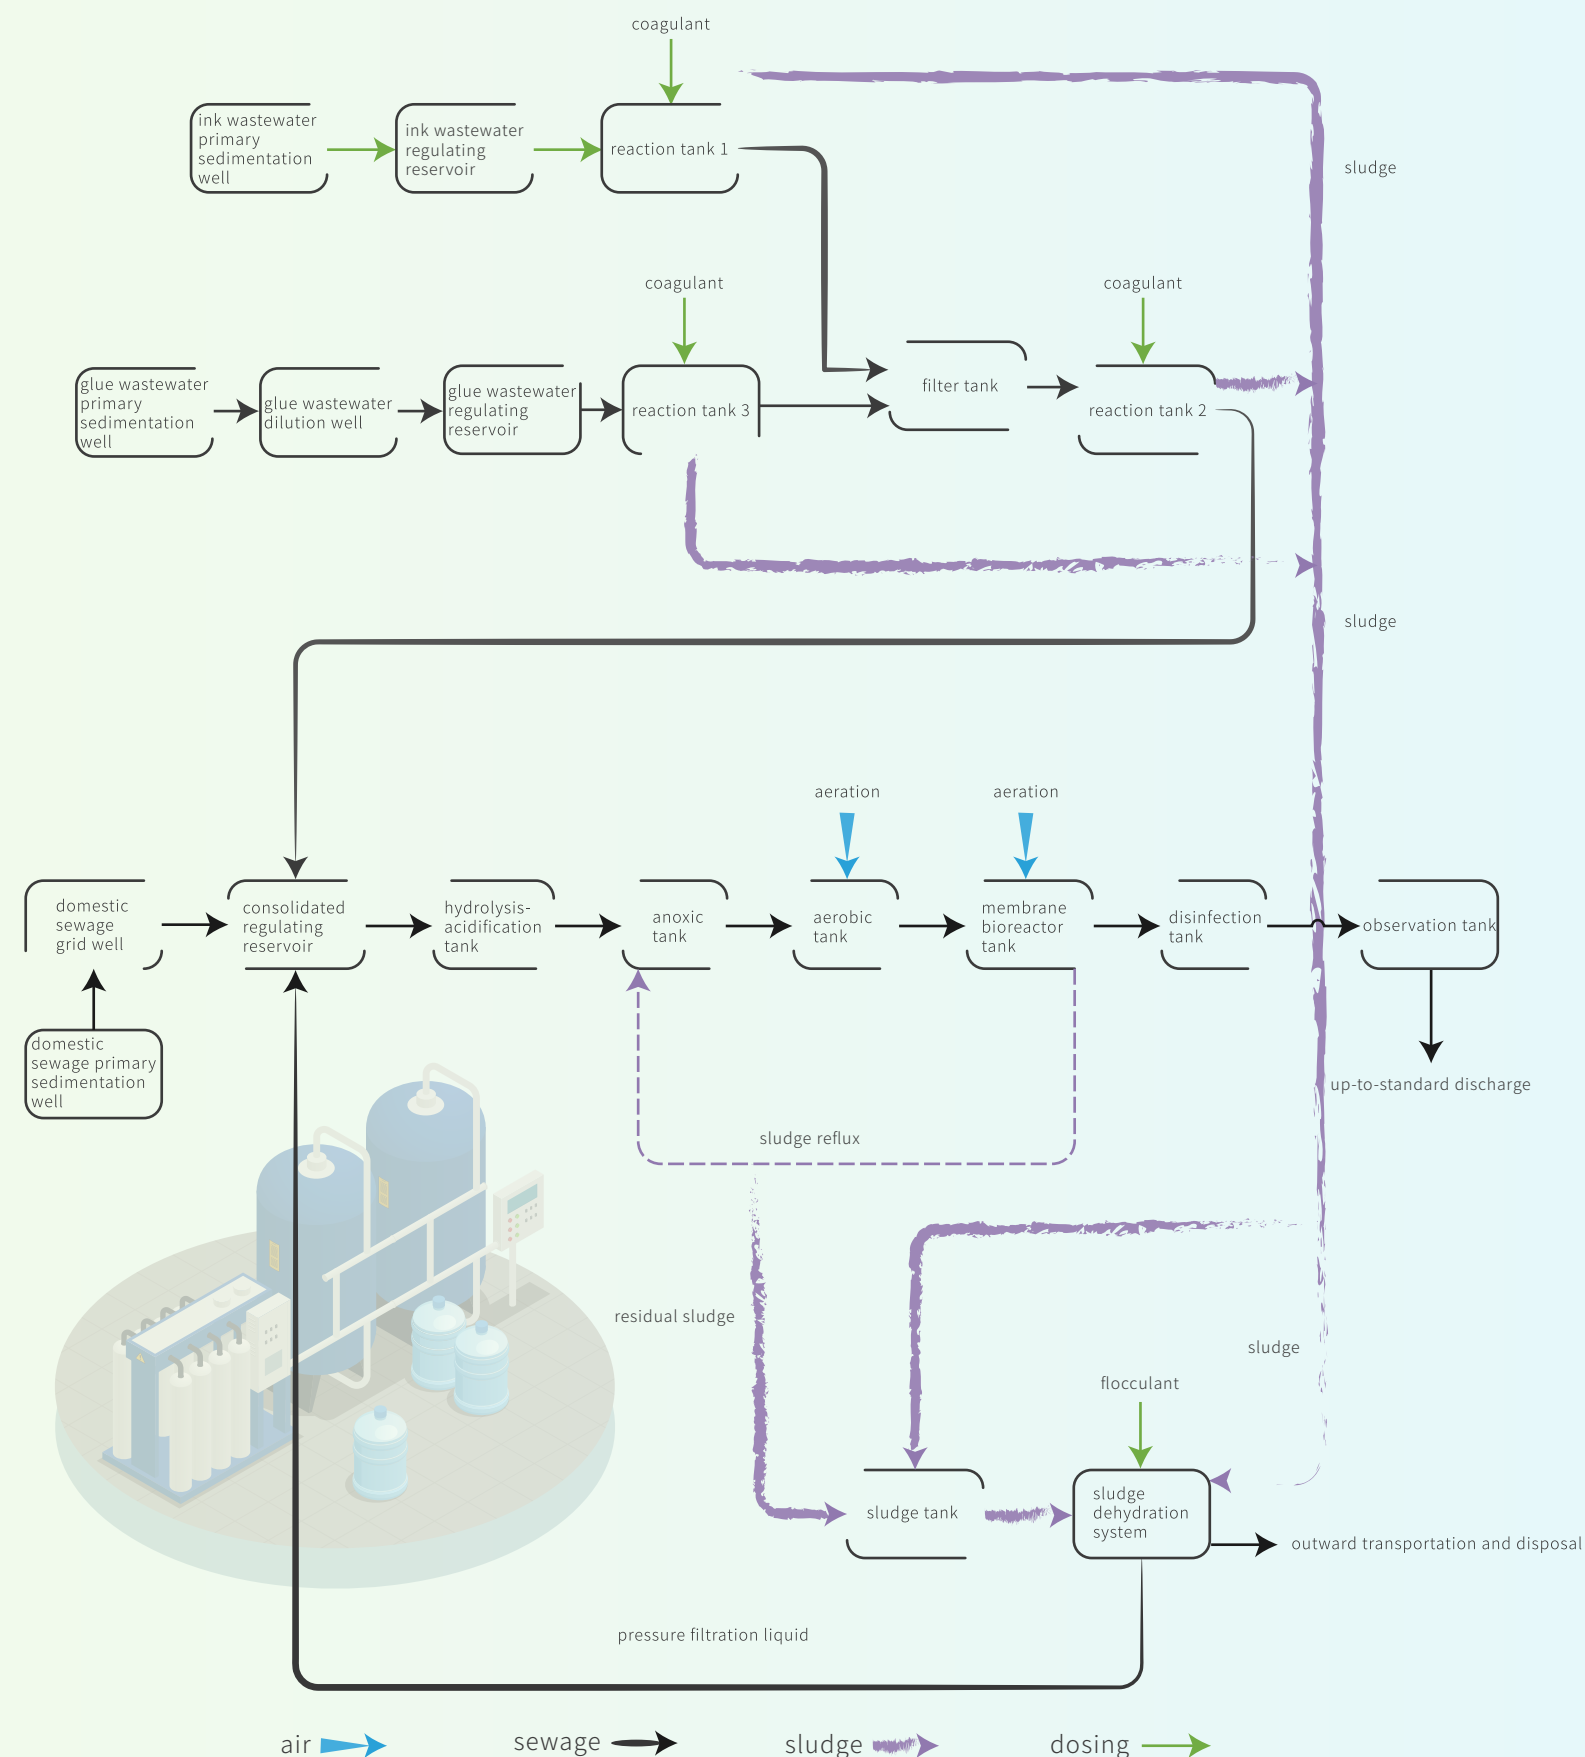 coagulant
ink wastewater
primary
sedimentation
well
ink wastewater
regulating
reservoir
reaction tank 1
sludge
coagulant
coagulant
glue wastewater
primary
sedimentation
well
glue wastewater
dilution well
glue wastewater
regulating
reservoir
reaction tank 3
filter tank
reaction tank 2
sludge
aeration
aeration
domestic
sewage
grid well
consolidated
regulating
reservoir
hydrolysis-
acidification
tank
anoxic
tank
aerobic
tank
membrane
bioreactor
tank
disinfection
tank
observation tank
domestic
sewage primary
sedimentation
well
up-to-standard discharge
sludge reflux
residual sludge
sludge
flocculant
sludge tank
sludge
dehydration
system
outward transportation and disposal
pressure filtration liquid
air
sewage
sludge
dosing